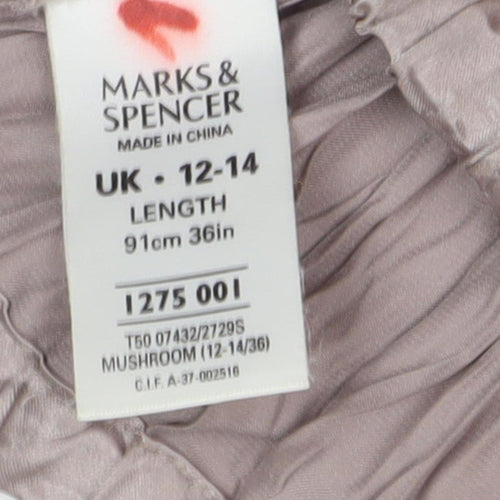 MARKS &
SPENCER
MADE IN CHINA
UK • 12-14
LENGTH
91cm 36in
1275 001
T50 07432/2729S
MUSHROOM (12-14/36)
C.I.F. A-37-002516